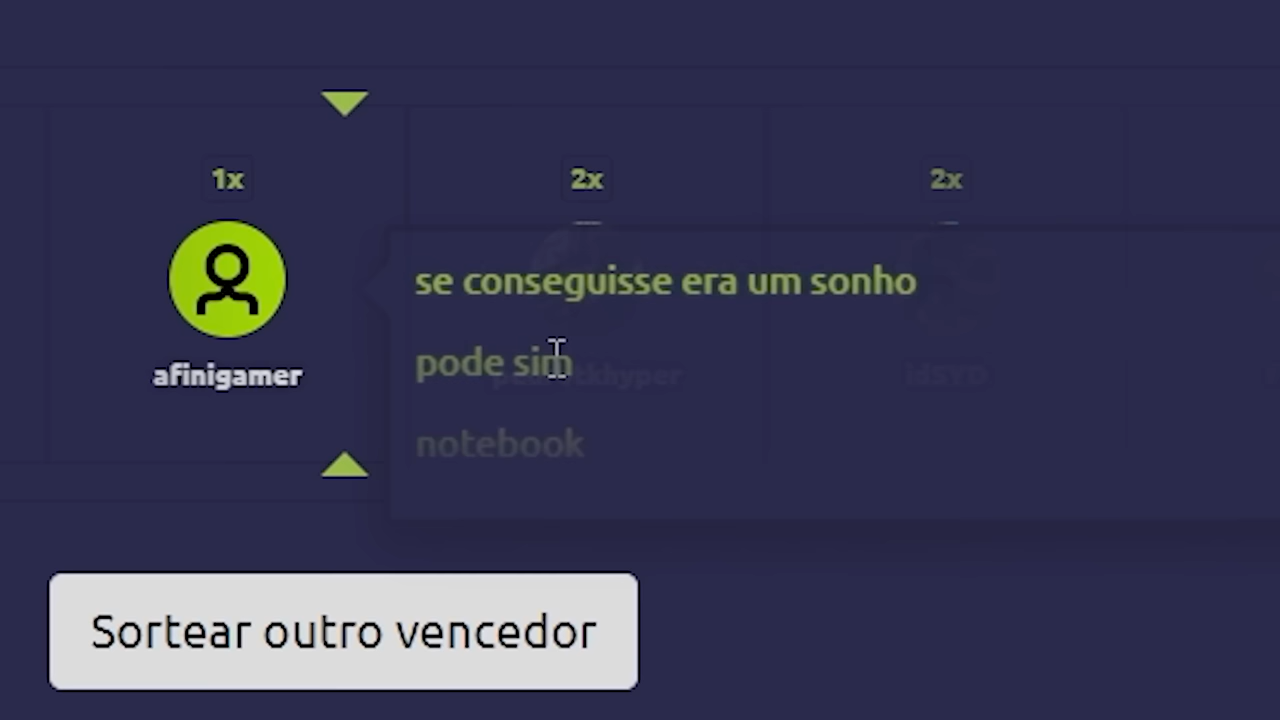 1x
2x
2x
se conseguisse era um sonho
pode sim
notebook
afinigamer
Sortear outro vencedor